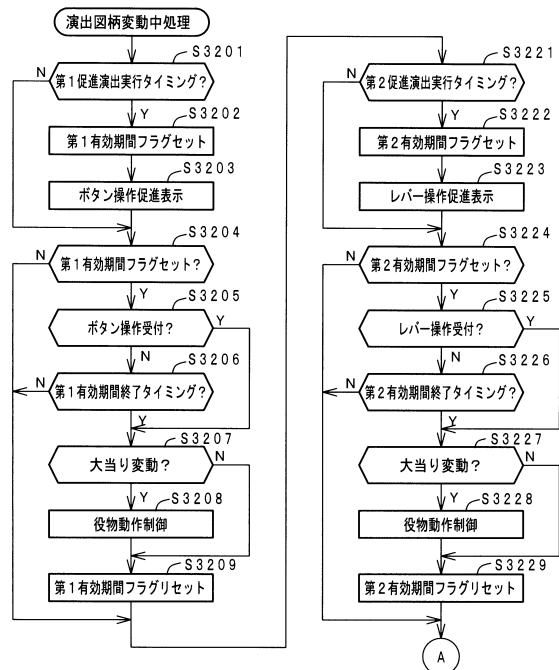 演出図柄変動中処理
S3201
第1促進演出実行タイミング?
N
Y
S3202
第1有効期間フラグセット
S3203
ボタン操作促進表示
S3204
N
第1有効期間フラグセット?
Y
S3205
ボタン操作受付?
Y
N
S3206
N
第1有効期間終了タイミング?
Y
S3207
大当り変動?
N
Y
S3208
役物動作制御
S3209
第1有効期間フラグリセット
S3221
N
第2促進演出実行タイミング?
Y
S3222
第2有効期間フラグセット
S3223
レバー操作促進表示
S3224
N
第2有効期間フラグセット?
Y
S3225
レバー操作受付?
Y
N
S3226
N
第2有効期間終了タイミング?
Y
S3227
大当り変動?
N
Y
S3228
役物動作制御
S3229
第2有効期間フラグリセット
A